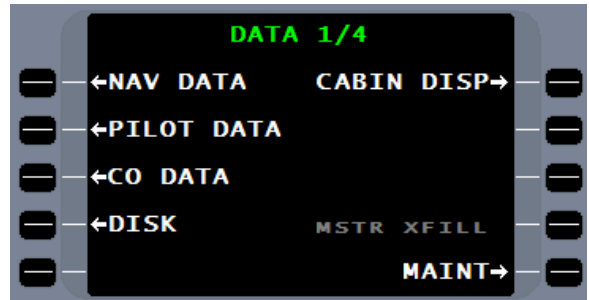 DATA 1/4
←NAV DATA CABIN DISP→
←PILOT DATA
←CO DATA
←DISK MSTR XFILL
MAINT→